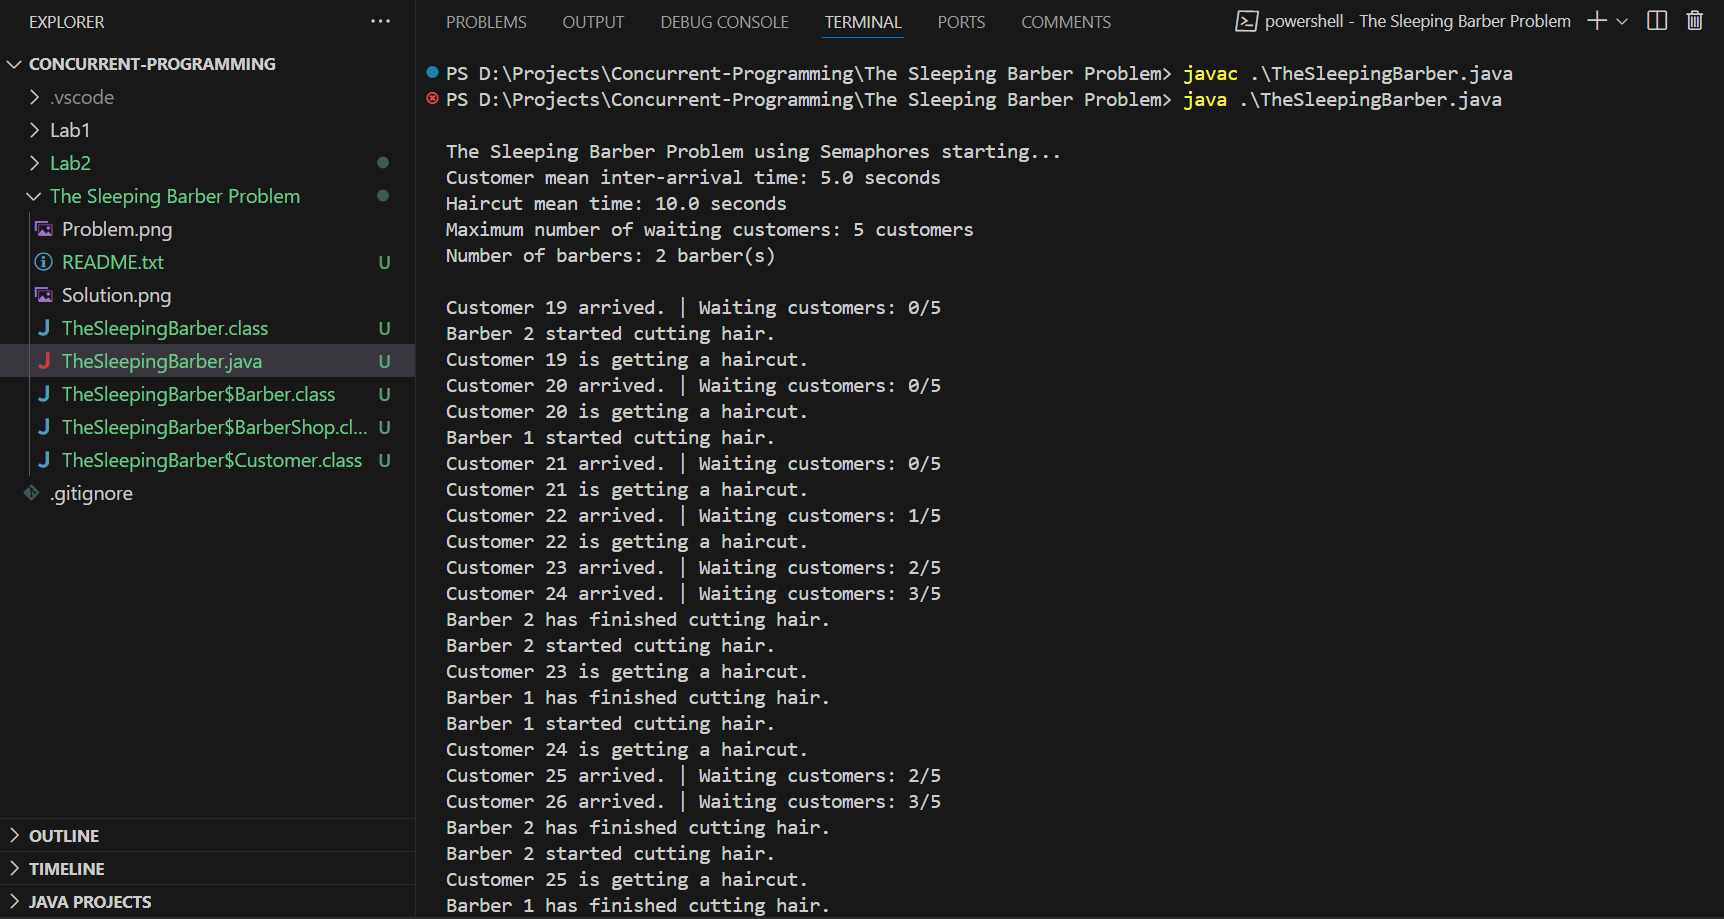 EXPLORER
CONCURRENT-PROGRAMMING
.vscode
Lab1
Lab2
The Sleeping Barber Problem
Problem.png
README.txt U
Solution.png
TheSleepingBarber.class U
TheSleepingBarber.java U
TheSleepingBarber$Barber.class U
TheSleepingBarber$BarberShop.cl... U
TheSleepingBarber$Customer.class U
.gitignore
OUTLINE
TIMELINE
JAVA PROJECTS
PROBLEMS OUTPUT DEBUG CONSOLE TERMINAL PORTS COMMENTS powershell - The Sleeping Barber Problem
PS D:\Projects\Concurrent-Programming\The Sleeping Barber Problem> javac .\TheSleepingBarber.java
PS D:\Projects\Concurrent-Programming\The Sleeping Barber Problem> java .\TheSleepingBarber.java
The Sleeping Barber Problem using Semaphores starting...
Customer mean inter-arrival time: 5.0 seconds
Haircut mean time: 10.0 seconds
Maximum number of waiting customers: 5 customers
Number of barbers: 2 barber(s)
Customer 19 arrived. | Waiting customers: 0/5
Barber 2 started cutting hair.
Customer 19 is getting a haircut.
Customer 20 arrived. | Waiting customers: 0/5
Customer 20 is getting a haircut.
Barber 1 started cutting hair.
Customer 21 arrived. | Waiting customers: 0/5
Customer 21 is getting a haircut.
Customer 22 arrived. | Waiting customers: 1/5
Customer 22 is getting a haircut.
Customer 23 arrived. | Waiting customers: 2/5
Customer 24 arrived. | Waiting customers: 3/5
Barber 2 has finished cutting hair.
Barber 2 started cutting hair.
Customer 23 is getting a haircut.
Barber 1 has finished cutting hair.
Barber 1 started cutting hair.
Customer 24 is getting a haircut.
Customer 25 arrived. | Waiting customers: 2/5
Customer 26 arrived. | Waiting customers: 3/5
Barber 2 has finished cutting hair.
Barber 2 started cutting hair.
Customer 25 is getting a haircut.
Barber 1 has finished cutting hair.